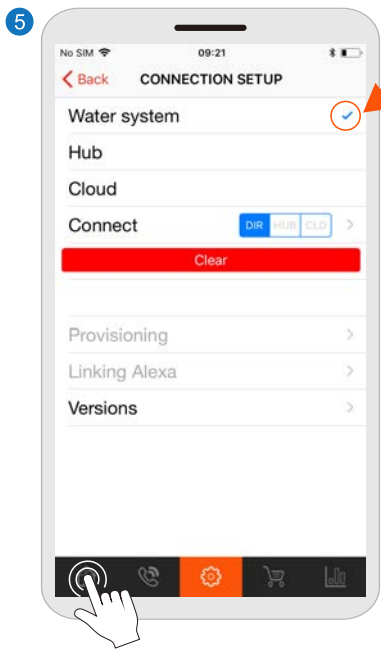 5
No SIM 09:21
Back CONNECTION SETUP
Water system
Hub
Cloud
Connect DIR HUB CLD
Clear
Provisioning
Linking Alexa
Versions